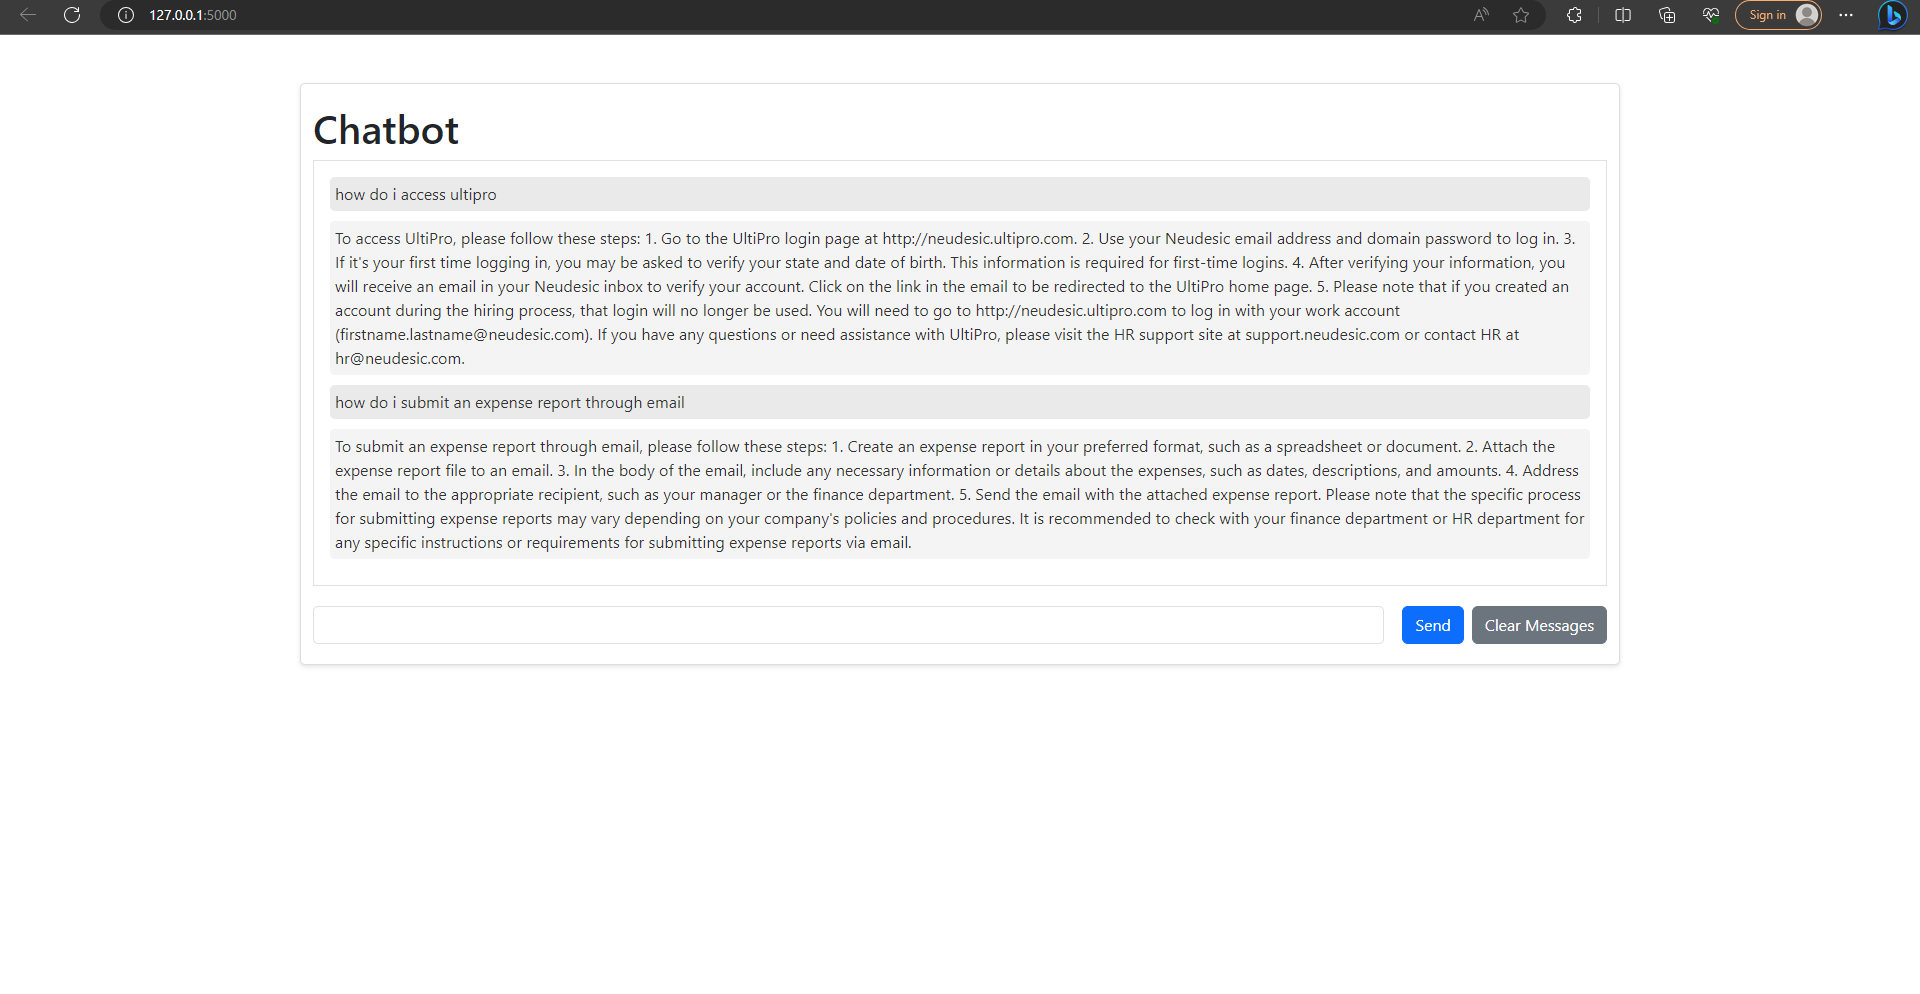 127.0.0.1:5000
Sign in
Chatbot
how do i access ultipro
To access UltiPro, please follow these steps: 1. Go to the UltiPro login page at http://neudesic.ultipro.com. 2. Use your Neudesic email address and domain password to log in. 3.
If it's your first time logging in, you may be asked to verify your state and date of birth. This information is required for first-time logins. 4. After verifying your information, you
will receive an email in your Neudesic inbox to verify your account. Click on the link in the email to be redirected to the UltiPro home page. 5. Please note that if you created an
account during the hiring process, that login will no longer be used. You will need to go to http://neudesic.ultipro.com to log in with your work account
(firstname.lastname@neudesic.com). If you have any questions or need assistance with UltiPro, please visit the HR support site at support.neudesic.com or contact HR at
hr@neudesic.com.
how do i submit an expense report through email
To submit an expense report through email, please follow these steps: 1. Create an expense report in your preferred format, such as a spreadsheet or document. 2. Attach the
expense report file to an email. 3. In the body of the email, include any necessary information or details about the expenses, such as dates, descriptions, and amounts. 4. Address
the email to the appropriate recipient, such as your manager or the finance department. 5. Send the email with the attached expense report. Please note that the specific process
for submitting expense reports may vary depending on your company's policies and procedures. It is recommended to check with your finance department or HR department for
any specific instructions or requirements for submitting expense reports via email.
Send
Clear Messages